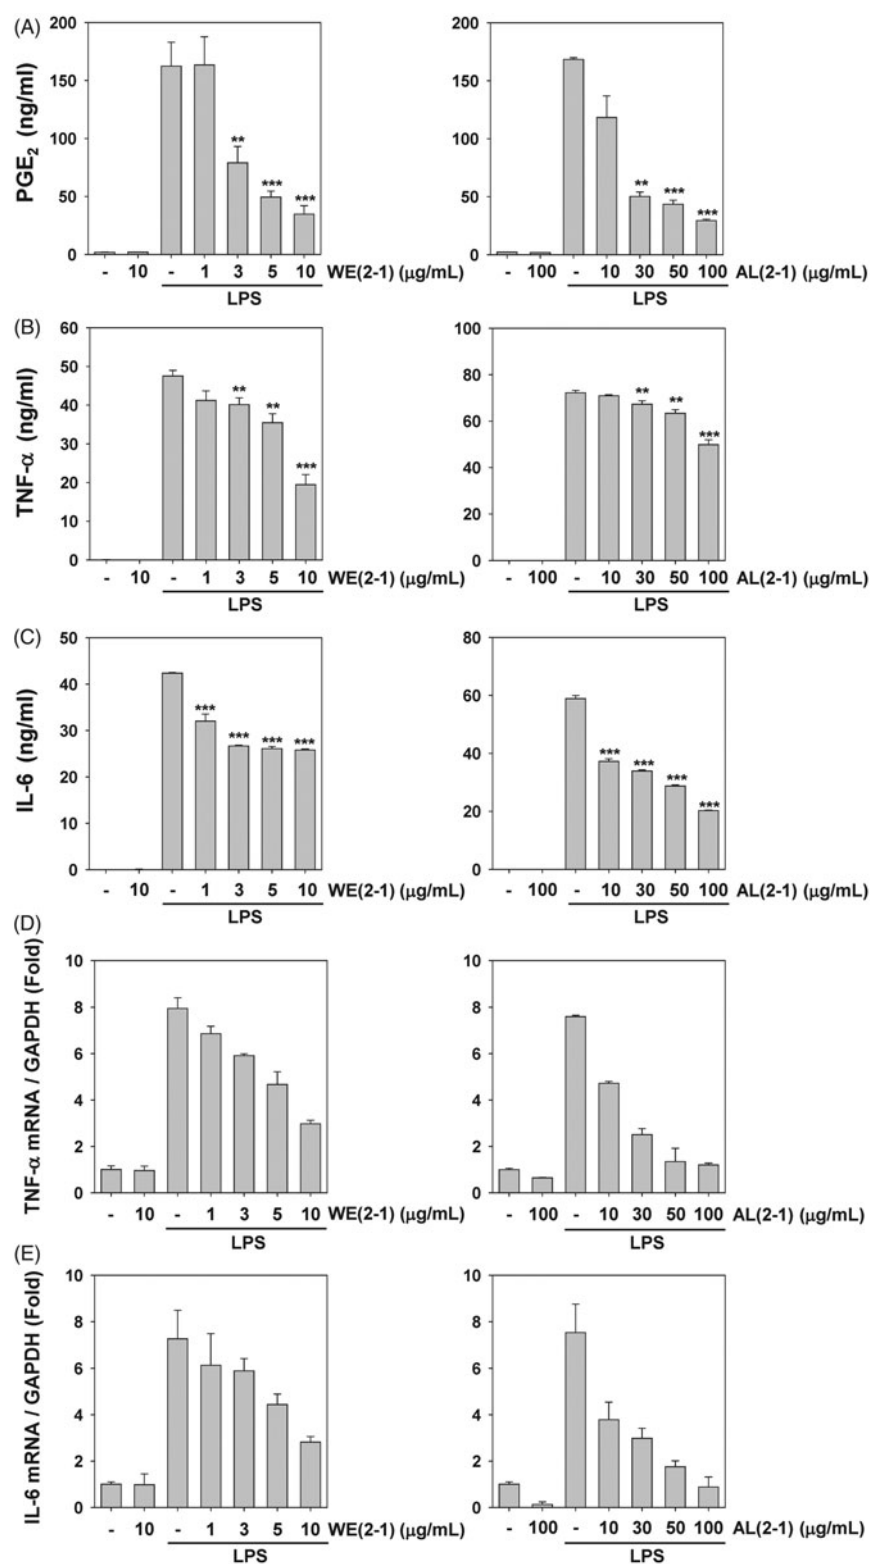 (A)
PGE2 (ng/ml)
200
150
100
50
0
** *** ***
- 10 - 1 3 5 10 WE(2-1) (μg/mL)
LPS
200
150
100
50
0
** *** ***
- 100 - 10 30 50 100 AL(2-1) (μg/mL)
LPS
(B)
TNF-α (ng/ml)
60
50
40
30
20
10
0
** ** ***
- 10 - 1 3 5 10 WE(2-1) (μg/mL)
LPS
100
80
60
40
20
0
** ** ***
- 100 - 10 30 50 100 AL(2-1) (μg/mL)
LPS
(C)
IL-6 (ng/ml)
50
40
30
20
10
0
*** *** *** ***
- 10 - 1 3 5 10 WE(2-1) (μg/mL)
LPS
80
60
40
20
0
*** *** *** ***
- 100 - 10 30 50 100 AL(2-1) (μg/mL)
LPS
(D)
TNF-α mRNA / GAPDH (Fold)
10
8
6
4
2
0
- 10 - 1 3 5 10 WE(2-1) (μg/mL)
LPS
10
8
6
4
2
0
- 100 - 10 30 50 100 AL(2-1) (μg/mL)
LPS
(E)
IL-6 mRNA / GAPDH (Fold)
10
8
6
4
2
0
- 10 - 1 3 5 10 WE(2-1) (μg/mL)
LPS
10
8
6
4
2
0
- 100 - 10 30 50 100 AL(2-1) (μg/mL)
LPS